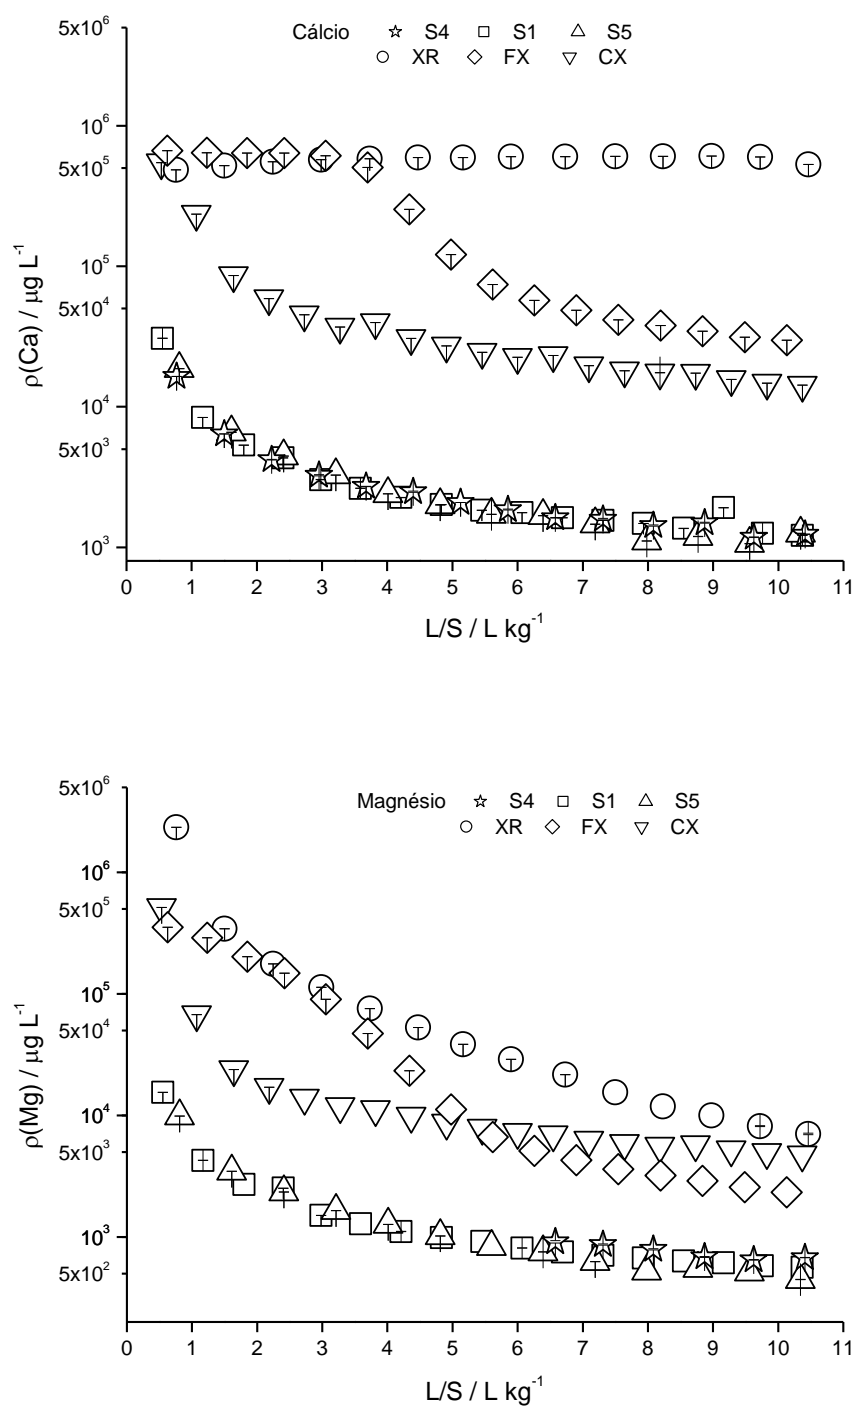 5x10⁶
Cálcio S4 S1 S5
XR FX CX
10⁶
5x10⁵
10⁵
5x10⁴
10⁴
5x10³
10³
ρ(Ca) / μg L⁻¹
0 1 2 3 4 5 6 7 8 9 10 11
L/S / L kg⁻¹
5x10⁶
Magnésio S4 S1 S5
XR FX CX
10⁶
5x10⁵
10⁵
5x10⁴
10⁴
5x10³
10³
5x10²
ρ(Mg) / μg L⁻¹
0 1 2 3 4 5 6 7 8 9 10 11
L/S / L kg⁻¹